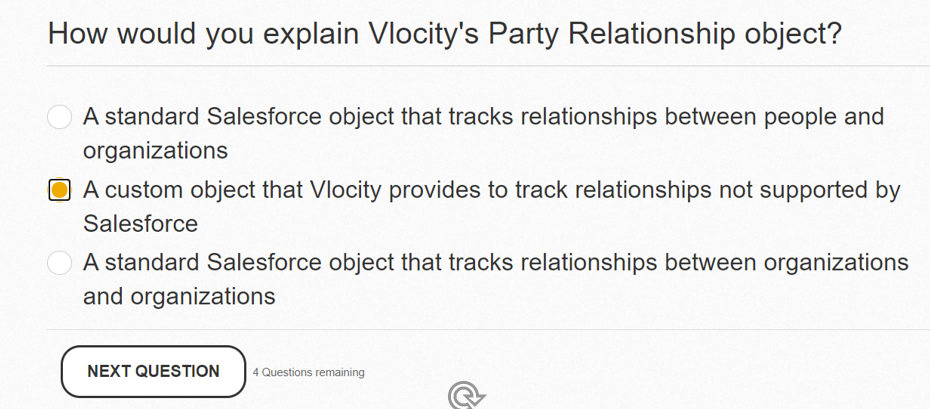 How would you explain Vlocity's Party Relationship object?
A standard Salesforce object that tracks relationships between people and
organizations
A custom object that Vlocity provides to track relationships not supported by
Salesforce
A standard Salesforce object that tracks relationships between organizations
and organizations
NEXT QUESTION
4 Questions remaining